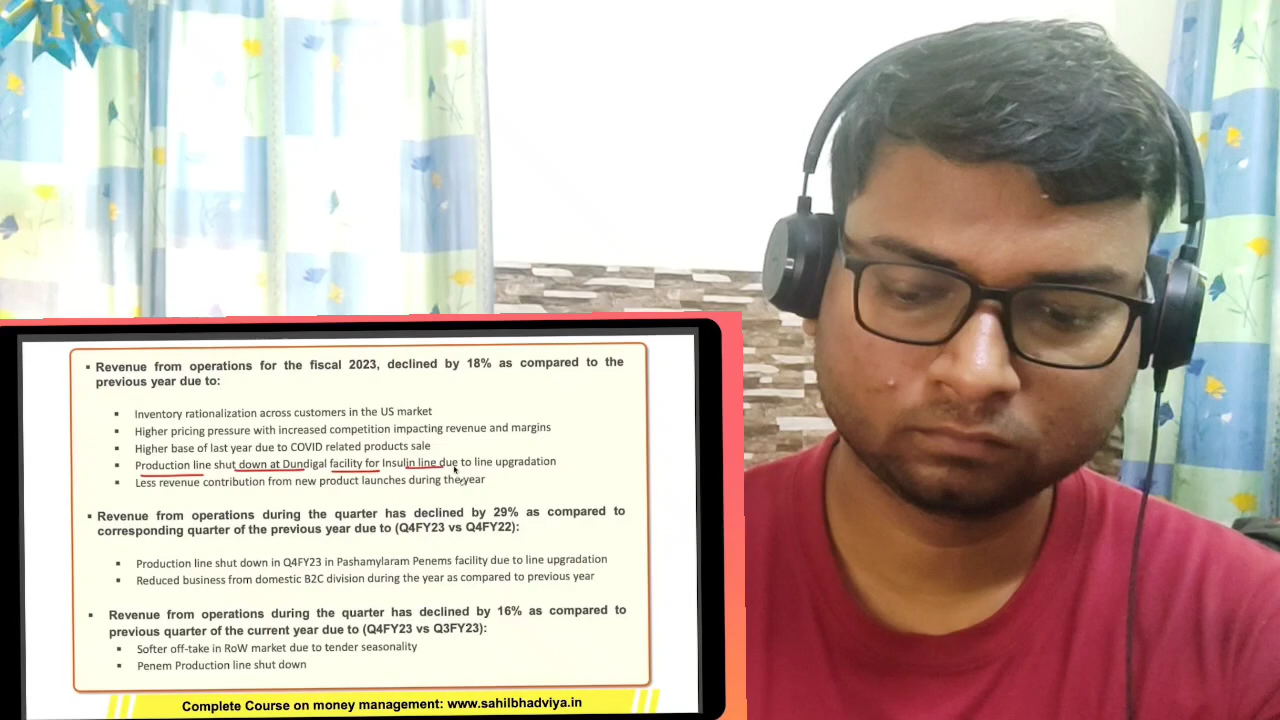 Revenue from operations for the fiscal 2023, declined by 18% as compared to the
previous year due to:
Inventory rationalization across customers in the US market
Higher pricing pressure with increased competition impacting revenue and margins
Higher base of last year due to COVID related products sale
Production line shut down at Dundigal facility for Insulin line due to line upgradation
Less revenue contribution from new product launches during the year
Revenue from operations during the quarter has declined by 29% as compared to
corresponding quarter of the previous year due to (Q4FY23 vs Q4FY22):
Production line shut down in Q4FY23 in Pashamylaram Penems facility due to line upgradation
Reduced business from domestic B2C division during the year as compared to previous year
Revenue from operations during the quarter has declined by 16% as compared to
previous quarter of the current year due to (Q4FY23 vs Q3FY23):
Softer off-take in RoW market due to tender seasonality
Penem Production line shut down
Complete Course on money management: www.sahilbhadviya.in